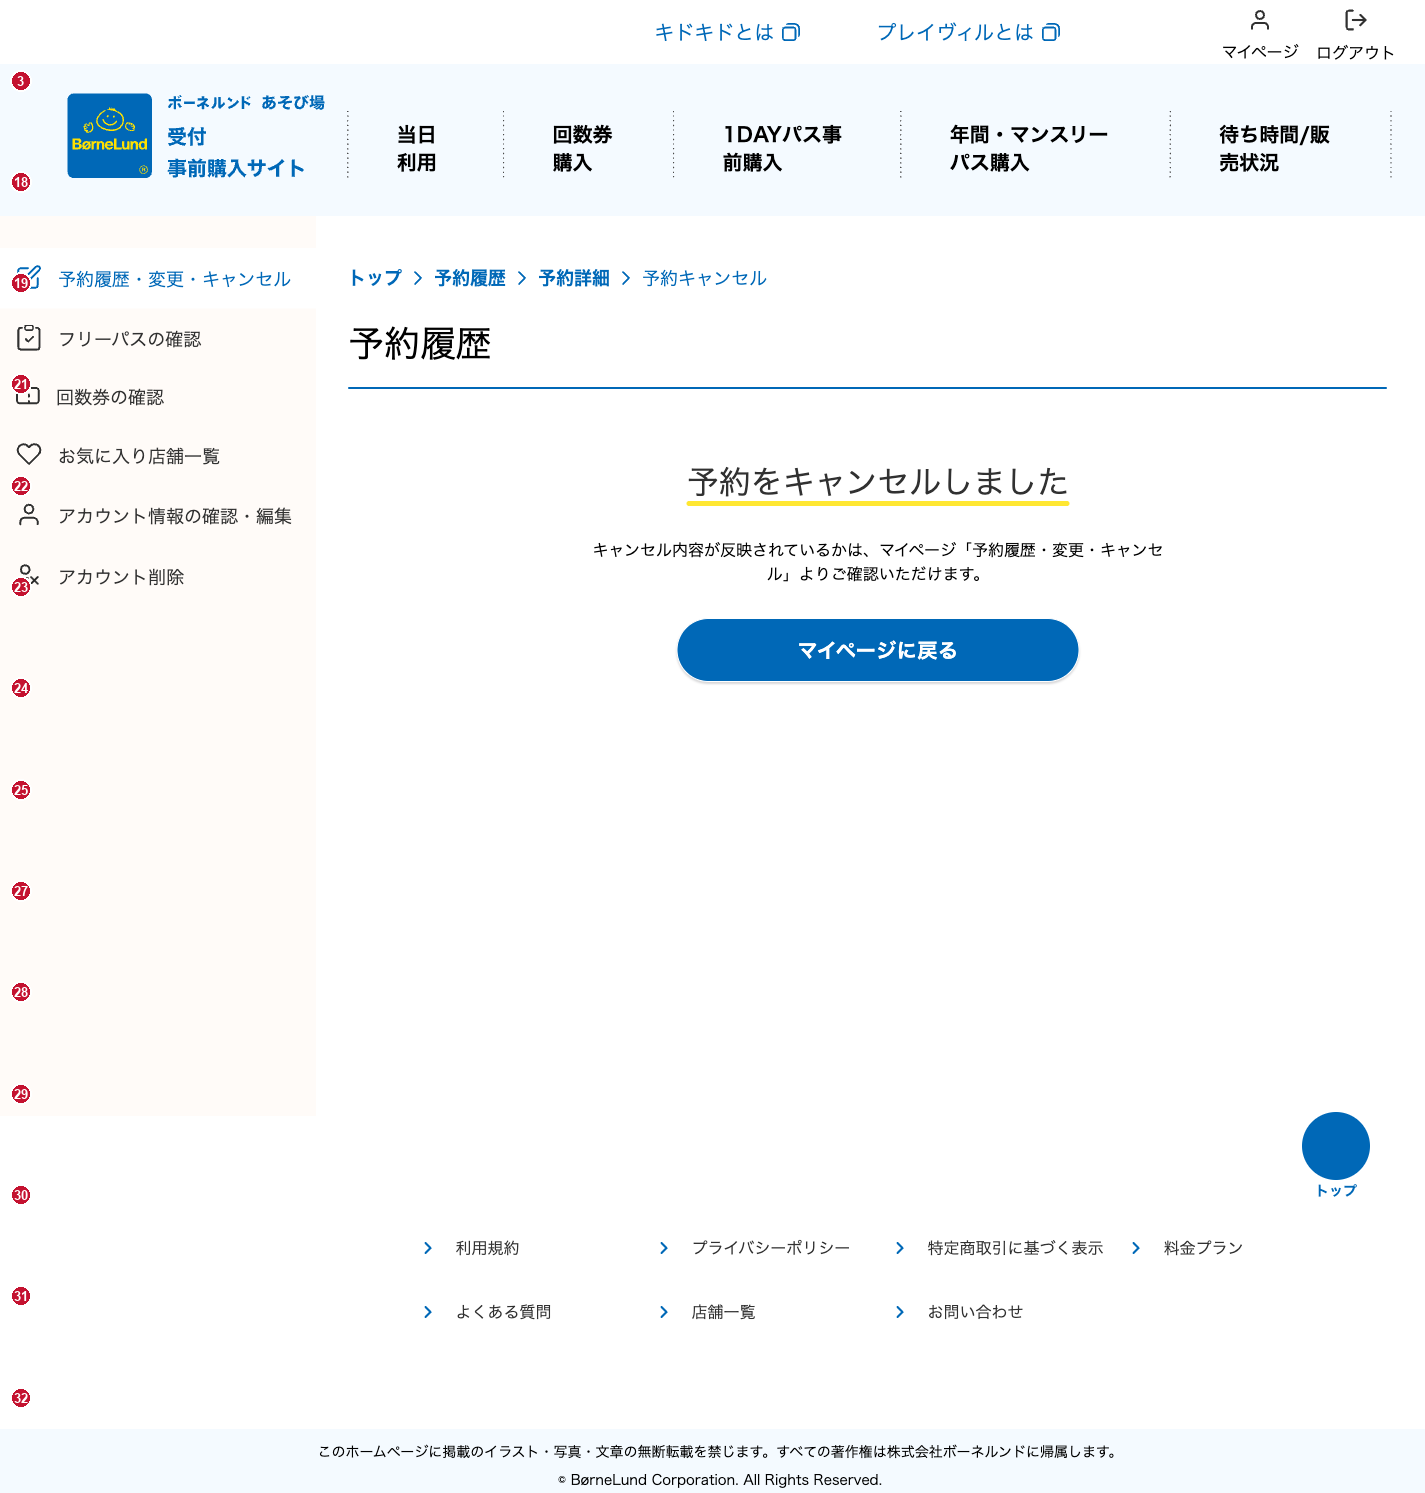 キドキドとは
プレイヴィルとは
マイページ
ログアウト
3
BørneLund
®
ボーネルンド あそび場
受付
事前購入サイト
当日
利用
回数券
購入
1DAYパス事
前購入
年間・マンスリー
パス購入
待ち時間/販
売状況
18
19
予約履歴・変更・キャンセル
フリーパスの確認
21
回数券の確認
お気に入り店舗一覧
22
アカウント情報の確認・編集
アカウント削除
23
24
25
27
28
29
30
31
32
トップ > 予約履歴 > 予約詳細 > 予約キャンセル
予約履歴
予約をキャンセルしました
キャンセル内容が反映されているかは、マイページ「予約履歴・変更・キャンセ
ル」よりご確認いただけます。
マイページに戻る
トップ
利用規約
プライバシーポリシー
特定商取引に基づく表示
料金プラン
よくある質問
店舗一覧
お問い合わせ
このホームページに掲載のイラスト・写真・文章の無断転載を禁じます。すべての著作権は株式会社ボーネルンドに帰属します。
© BørneLund Corporation. All Rights Reserved.